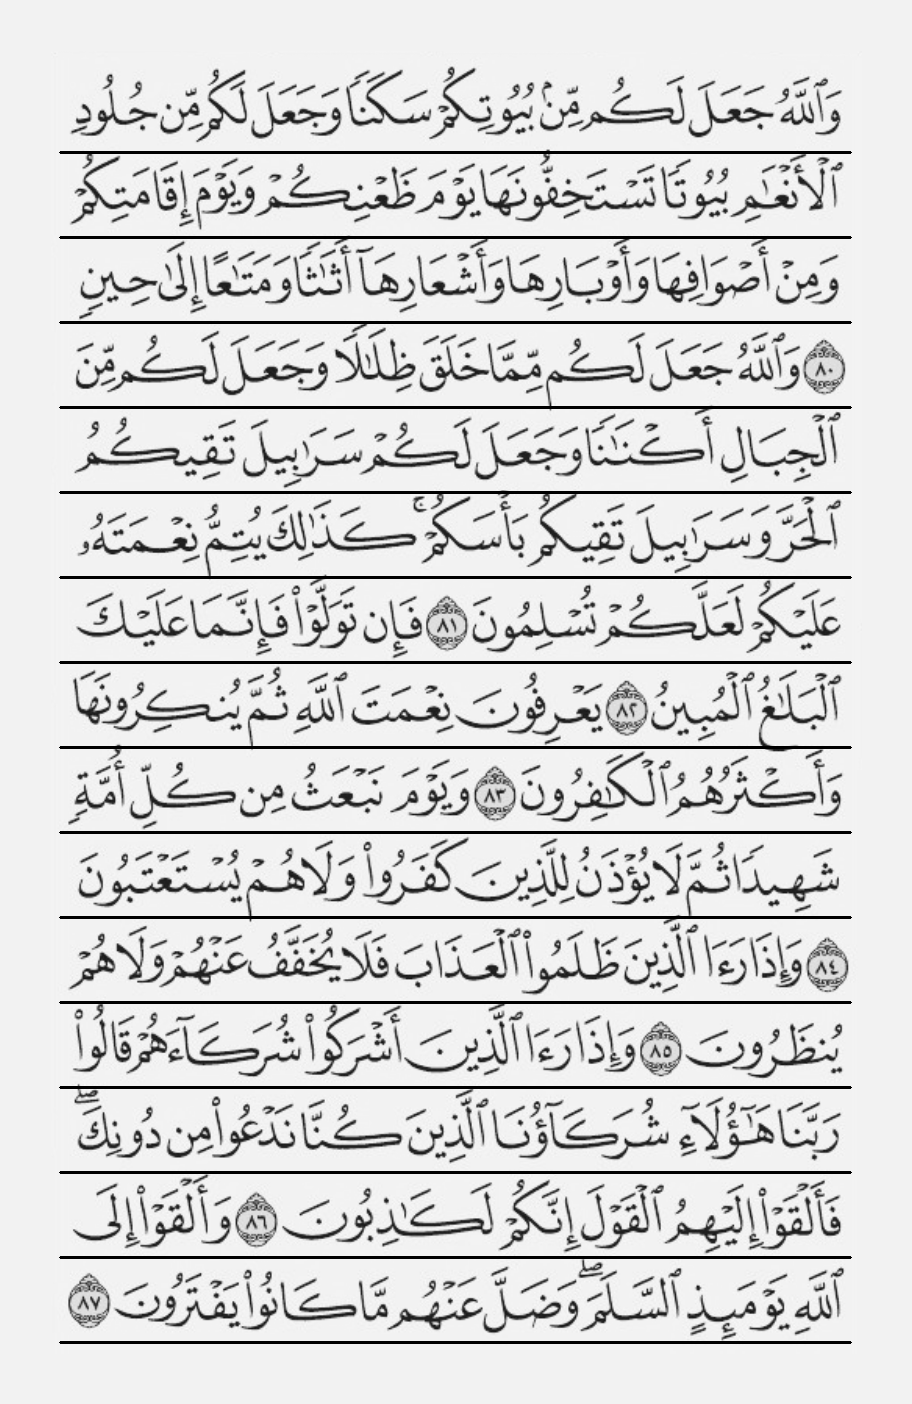 وَٱللَّهُ جَعَلَ لَكُم مِّنۢ بُيُوتِكُمْ سَكَنًا وَجَعَلَ لَكُم مِّن جُلُودِ
ٱلْأَنْعَٰمِ بُيُوتًا تَسْتَخِفُّونَهَا يَوْمَ ظَعْنِكُمْ وَيَوْمَ إِقَامَتِكُمْ
وَمِنْ أَصْوَافِهَا وَأَوْبَارِهَا وَأَشْعَارِهَآ أَثَٰثًا وَمَتَٰعًا إِلَىٰ حِينٍ
٨٠ وَٱللَّهُ جَعَلَ لَكُم مِّمَّا خَلَقَ ظِلَٰلًا وَجَعَلَ لَكُم مِّنَ
ٱلْجِبَالِ أَكْنَٰنًا وَجَعَلَ لَكُمْ سَرَٰبِيلَ تَقِيكُمُ
ٱلْحَرَّ وَسَرَٰبِيلَ تَقِيكُم بَأْسَكُمْ ۚ كَذَٰلِكَ يُتِمُّ نِعْمَتَهُۥ
عَلَيْكُمْ لَعَلَّكُمْ تُسْلِمُونَ ٨١ فَإِن تَوَلَّوْا۟ فَإِنَّمَا عَلَيْكَ
ٱلْبَلَٰغُ ٱلْمُبِينُ ٨٢ يَعْرِفُونَ نِعْمَتَ ٱللَّهِ ثُمَّ يُنكِرُونَهَا
وَأَكْثَرُهُمُ ٱلْكَٰفِرُونَ ٨٣ وَيَوْمَ نَبْعَثُ مِن كُلِّ أُمَّةٍ
شَهِيدًا ثُمَّ لَا يُؤْذَنُ لِلَّذِينَ كَفَرُوا۟ وَلَا هُمْ يُسْتَعْتَبُونَ
٨٤ وَإِذَا رَءَا ٱلَّذِينَ ظَلَمُوا۟ ٱلْعَذَابَ فَلَا يُخَفَّفُ عَنْهُمْ وَلَا هُمْ
يُنظَرُونَ ٨٥ وَإِذَا رَءَا ٱلَّذِينَ أَشْرَكُوا۟ شُرَكَآءَهُمْ قَالُوا۟
رَبَّنَا هَٰٓؤُلَآءِ شُرَكَآؤُنَا ٱلَّذِينَ كُنَّا نَدْعُوا۟ مِن دُونِكَ ۖ
فَأَلْقَوْا۟ إِلَيْهِمُ ٱلْقَوْلَ إِنَّكُمْ لَكَٰذِبُونَ ٨٦ وَأَلْقَوْا۟ إِلَى
ٱللَّهِ يَوْمَئِذٍ ٱلسَّلَمَ ۖ وَضَلَّ عَنْهُم مَّا كَانُوا۟ يَفْتَرُونَ ٨٧